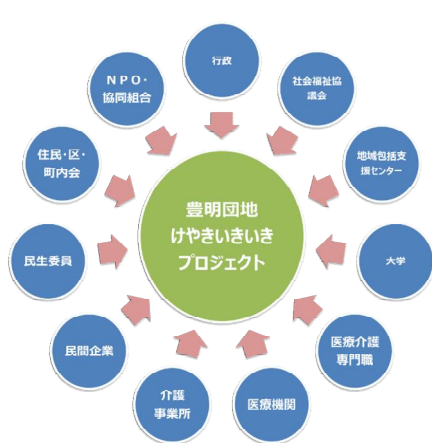 行政
社会福祉協
議会
地域包括支
援センター
大学
医療介護
専門職
医療機関
介護
事業所
民間企業
民生委員
住民・区・
町内会
ＮＰＯ・
協同組合
豊明団地
けやきいきいき
プロジェクト